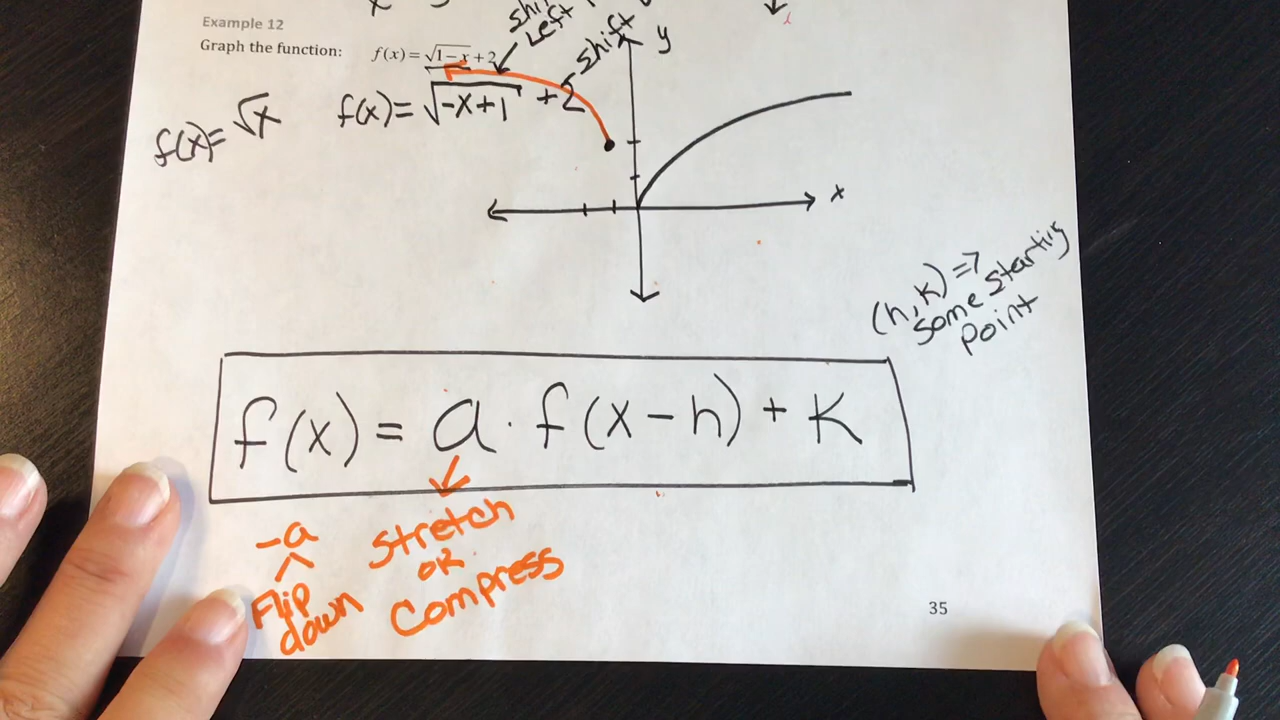 Example 12
shi
Left
shift
y
Graph the function: f(x) = √1 − x + 2
f(x) = √-x+1 + 2
f(x) = √x
x
(h, k) =>
some starting
point
f(x) = a · f(x − h) + k
-a
Flip
down
Stretch
OR
Compress
35